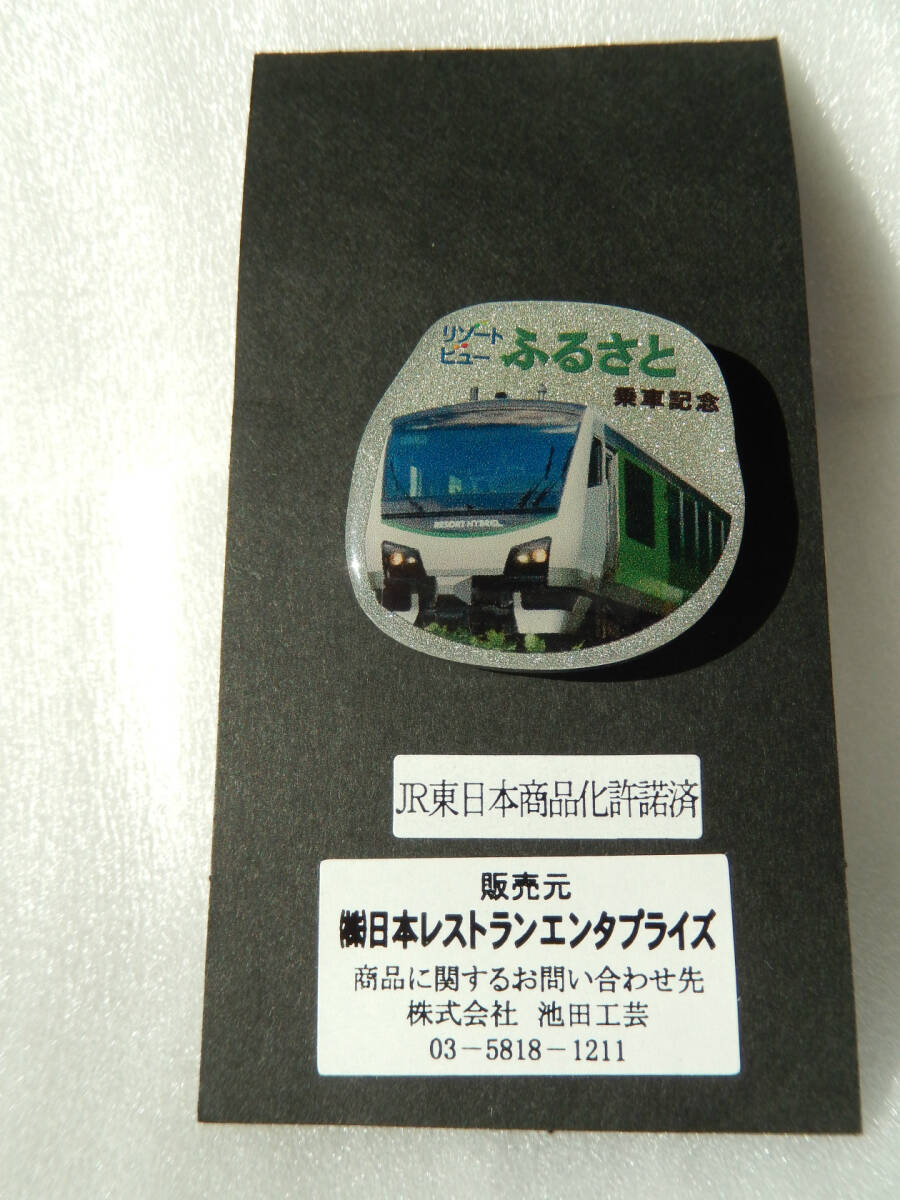 リゾート
ビュー
ふるさと
乗車記念
RESORT HYBRID
JR東日本商品化許諾済
販売元
㈱日本レストランエンタプライズ
商品に関するお問い合わせ先
株式会社 池田工芸
03-5818-1211